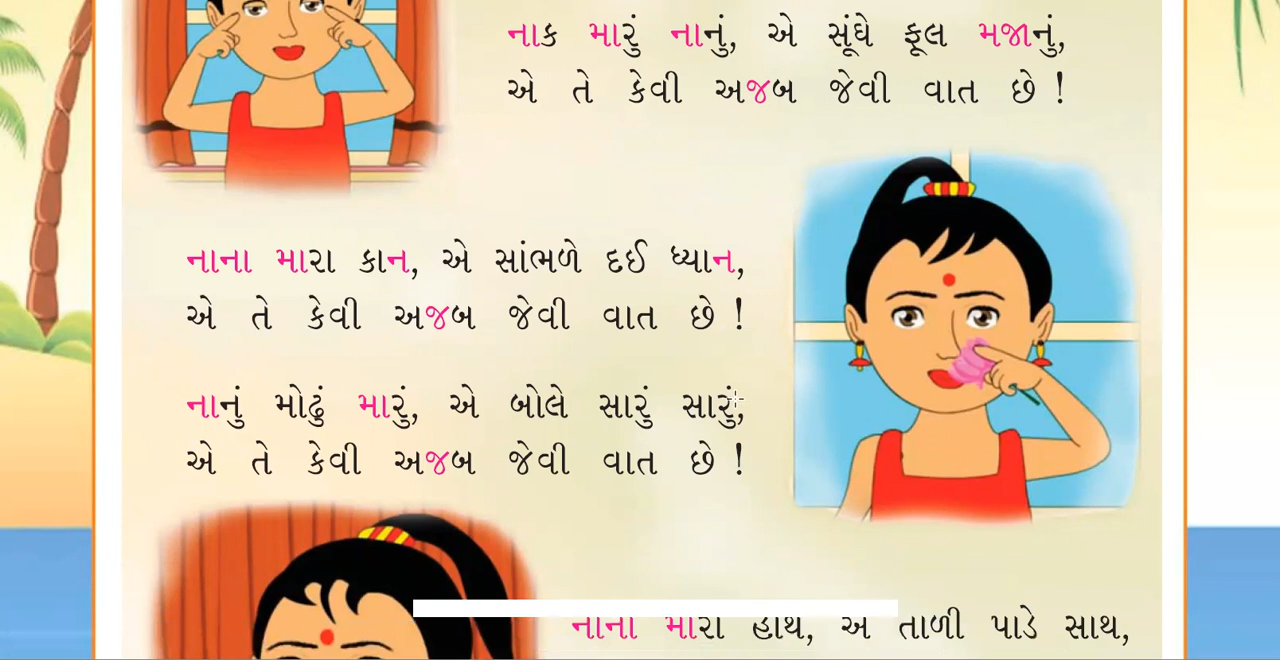 નાક મારું નાનું, એ સૂંઘે ફૂલ મજાનું,
એ તે કેવી અજબ જેવી વાત છે !
નાના મારા કાન, એ સાંભળે દઈ ધ્યાન,
એ તે કેવી અજબ જેવી વાત છે !
નાનું મોઢું મારું, એ બોલે સારું સારું,
એ તે કેવી અજબ જેવી વાત છે !
નાના મારા હાથ, એ તાળી પાડે સાથ,